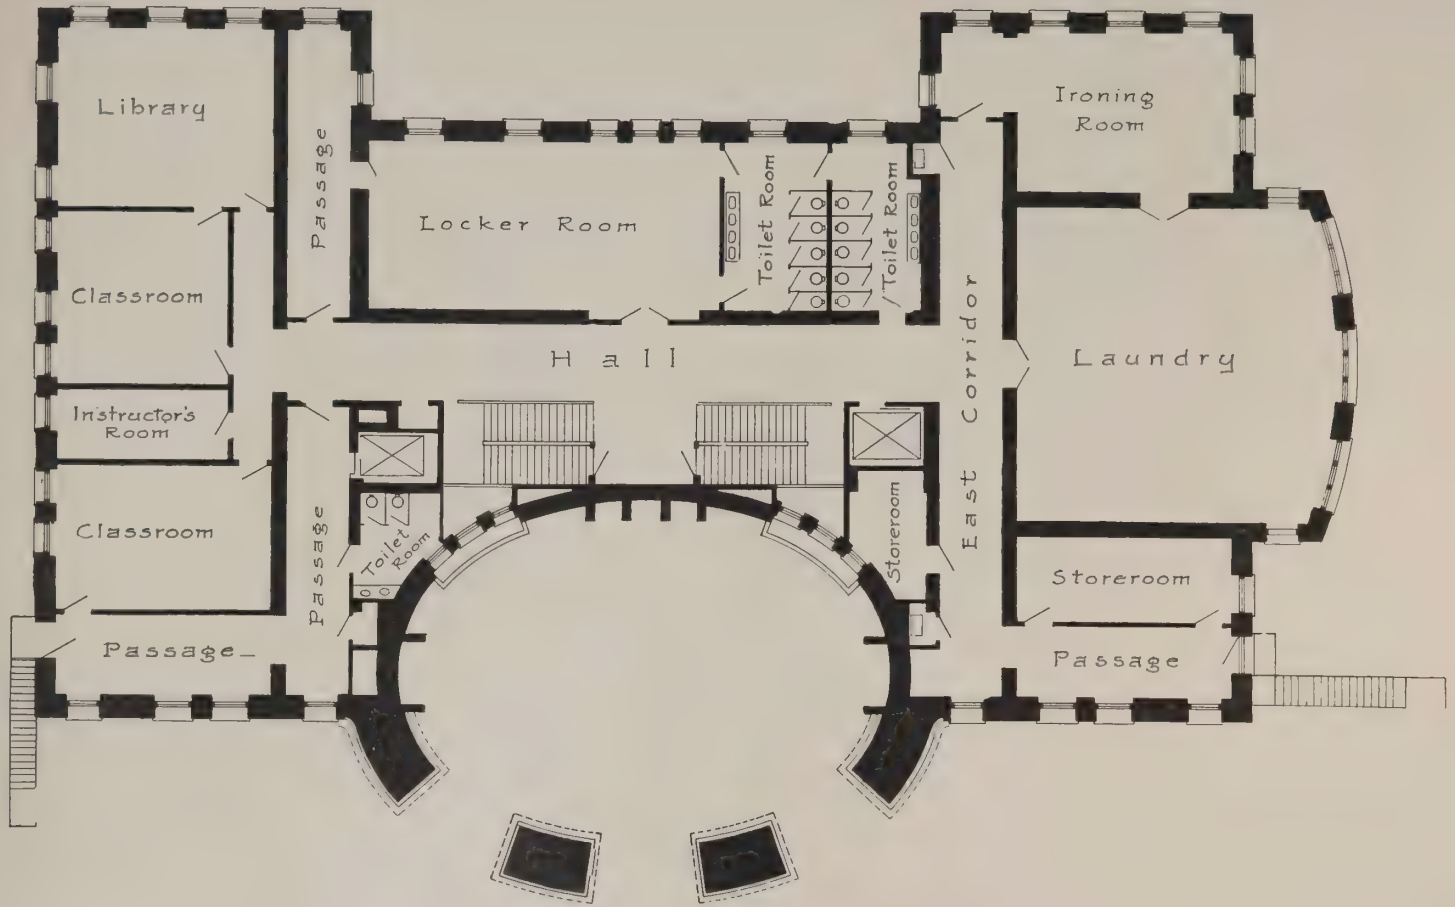 Library
Passage
Ironing
Room
Locker Room
Toilet Room
Toilet Room
Classroom
Hall
East Corridor
Laundry
Instructor's
Room
Classroom
Passage
Toilet
Room
Storeroom
Storeroom
Passage
Passage